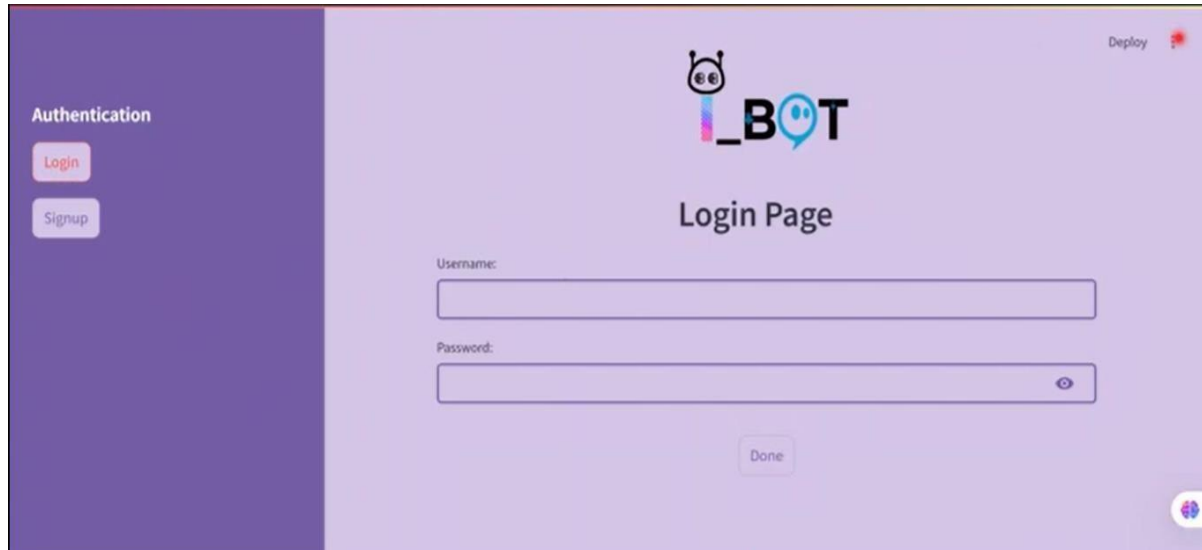 Authentication
Login
Signup
Deploy
I_BOT
Login Page
Username:
Password:
Done